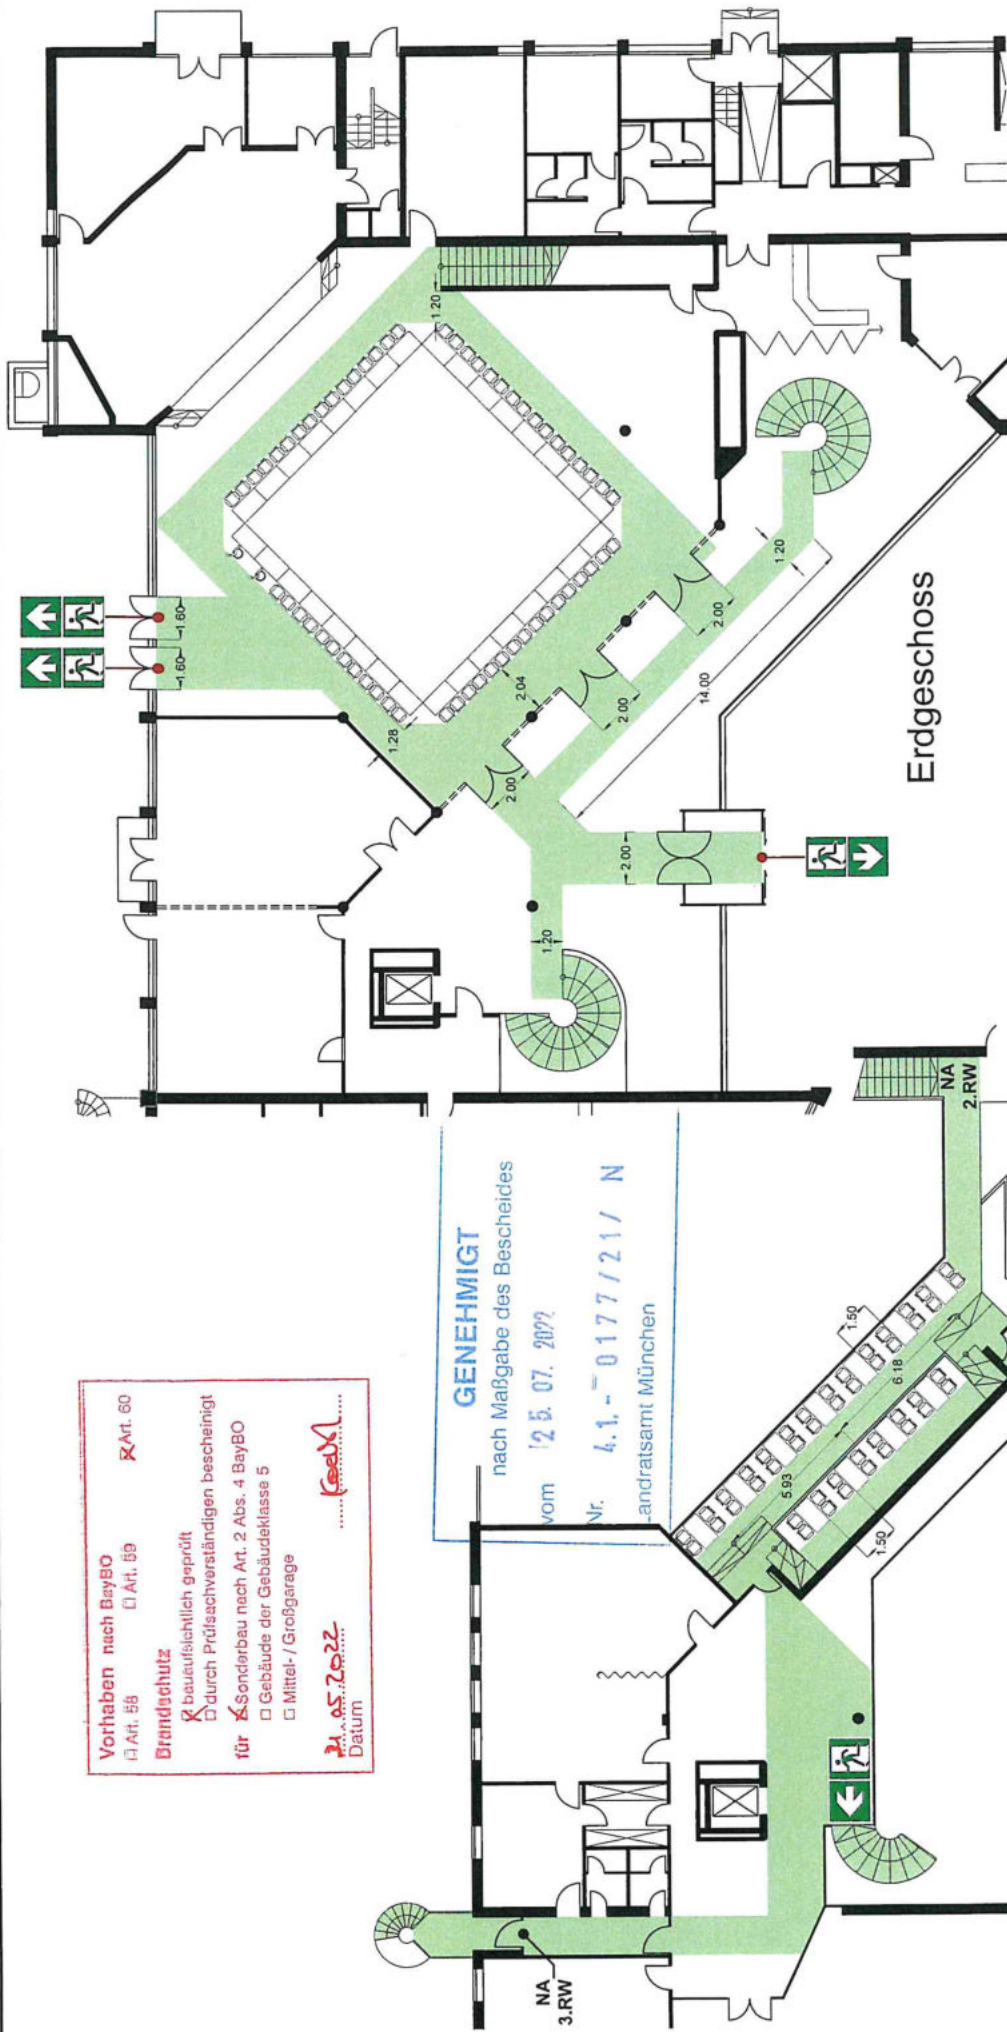 Vorhaben nach BayBO
☐ Art. 58 ☐ Art. 59 ☒ Art. 60
Brandschutz
☒ bauaufsichtlich geprüft
☐ durch Prüfsachverständigen bescheinigt
für ☒ Sonderbau nach Art. 2 Abs. 4 BayBO
☐ Gebäude der Gebäudeklasse 5
☐ Mittel- / Großgarage
31.05.2022
Datum
GENEHMIGT
nach Maßgabe des Bescheides
vom 25. 07. 2022
Nr. 4.1. - 0177/21/ N
Landratsamt München
1.60
1.60
1.20
1.28
2.04
2.00
2.00
2.00
1.20
14.00
2.00
1.20
Erdgeschoss
NA
2.RW
1.50
6.18
5.93
1.50
NA
3.RW